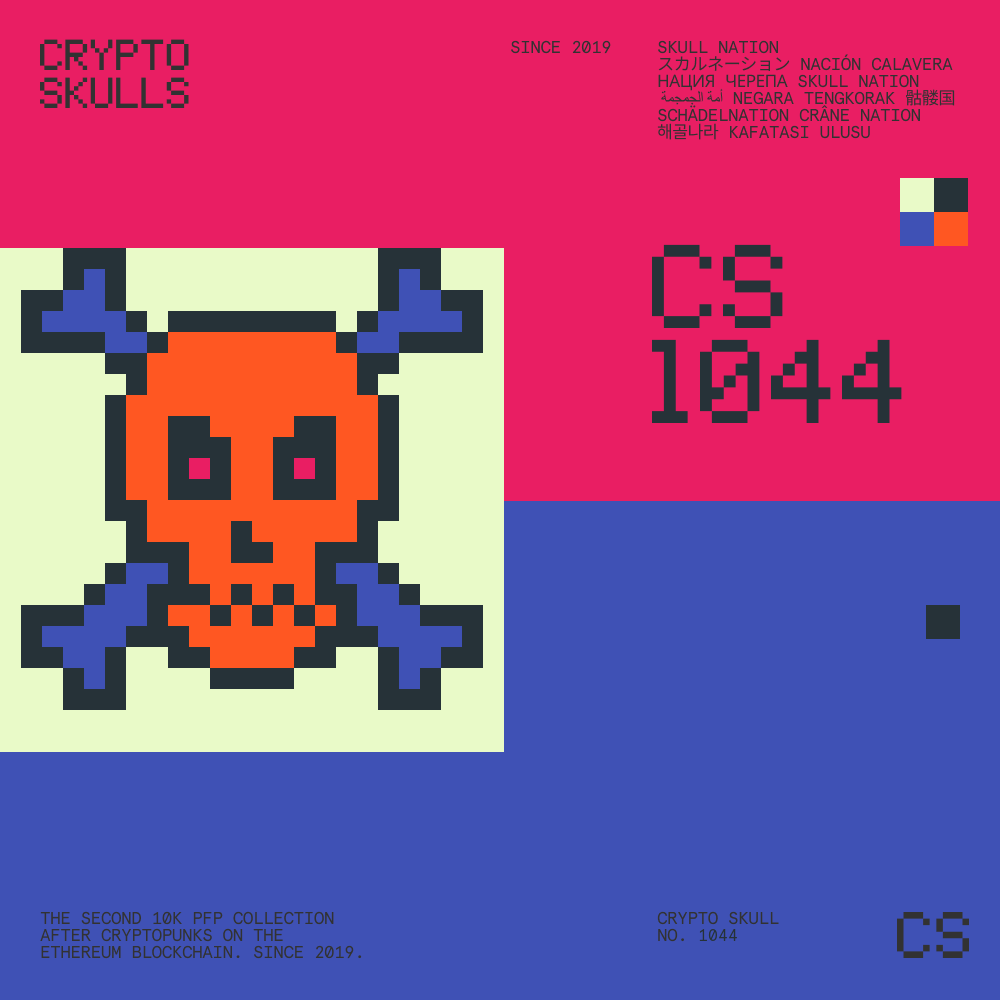 CRYPTO
SKULLS
SINCE 2019
SKULL NATION
スカルネーション NACIÓN CALAVERA
НАЦИЯ ЧЕРЕПА SKULL NATION
أمة الجمجمة NEGARA TENGKORAK 骷髅国
SCHÄDELNATION CRÂNE NATION
해골나라 KAFATASI ULUSU
CS
1044
THE SECOND 10K PFP COLLECTION
AFTER CRYPTOPUNKS ON THE
ETHEREUM BLOCKCHAIN. SINCE 2019.
CRYPTO SKULL
NO. 1044
CS